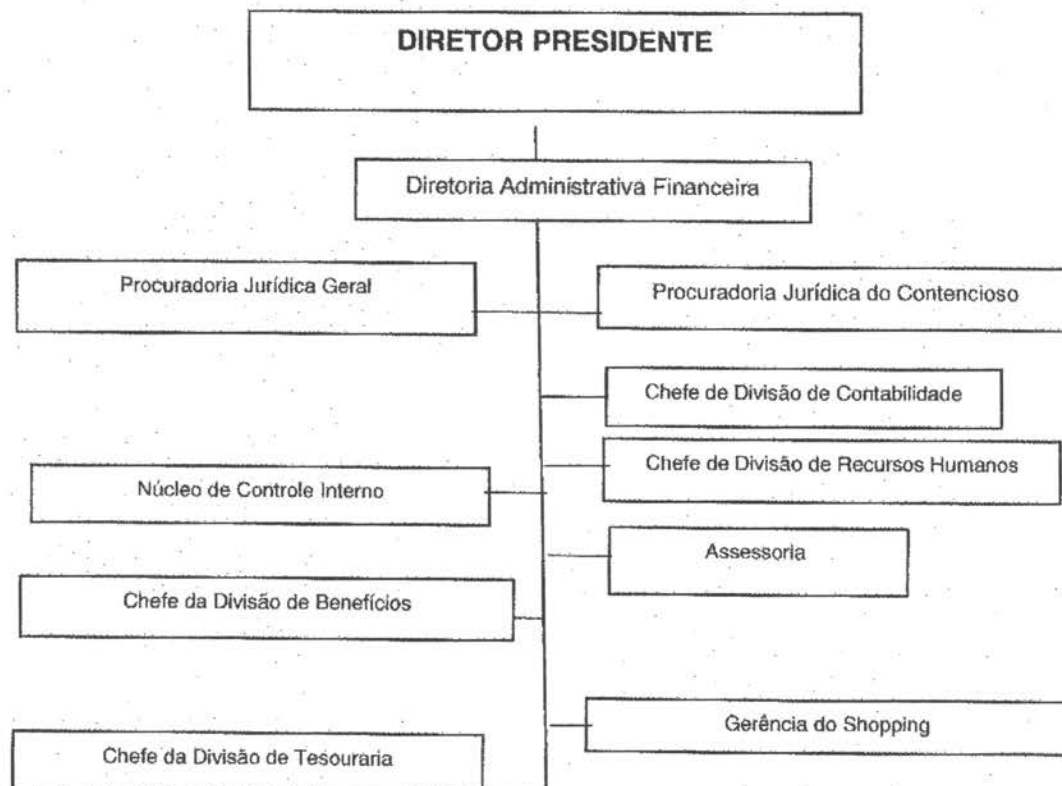 DIRETOR PRESIDENTE
Diretoria Administrativa Financeira
Procuradoria Jurídica Geral
Procuradoria Jurídica do Contencioso
Chefe de Divisão de Contabilidade
Chefe de Divisão de Recursos Humanos
Núcleo de Controle Interno
Assessoria
Chefe da Divisão de Benefícios
Gerência do Shopping
Chefe da Divisão de Tesouraria